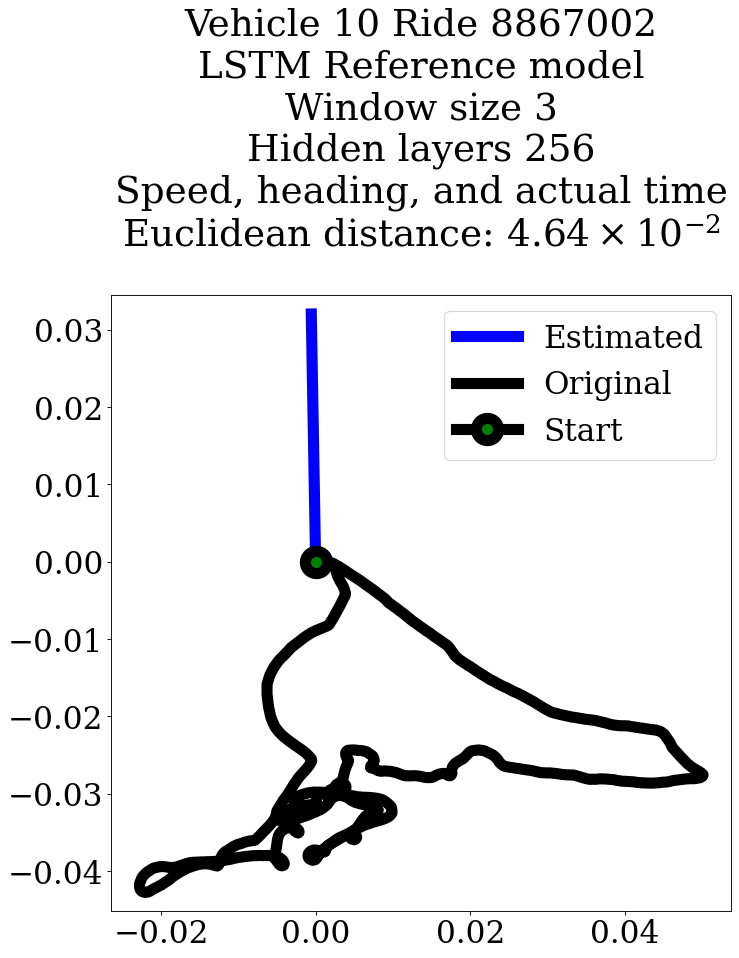 Vehicle 10 Ride 8867002
LSTM Reference model
Window size 3
Hidden layers 256
Speed, heading, and actual time
Euclidean distance: 4.64 × 10⁻²
Estimated
Original
Start
0.03
0.02
0.01
0.00
−0.01
−0.02
−0.03
−0.04
−0.02
0.00
0.02
0.04